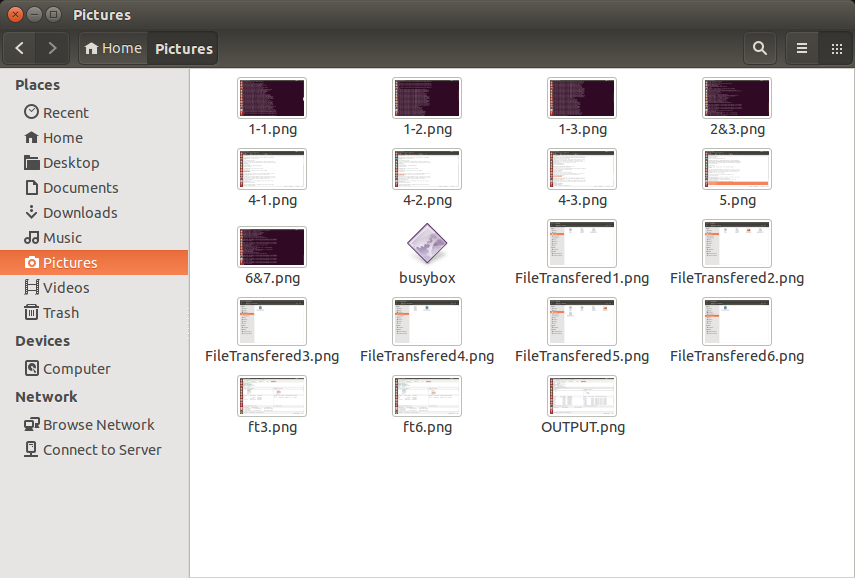 Pictures
Home Pictures
Places
Recent
Home
Desktop
Documents
Downloads
Music
Pictures
Videos
Trash
Devices
Computer
Network
Browse Network
Connect to Server
1-1.png 1-2.png 1-3.png 2&3.png
4-1.png 4-2.png 4-3.png 5.png
6&7.png busybox FileTransfered1.png FileTransfered2.png
FileTransfered3.png FileTransfered4.png FileTransfered5.png FileTransfered6.png
ft3.png ft6.png OUTPUT.png